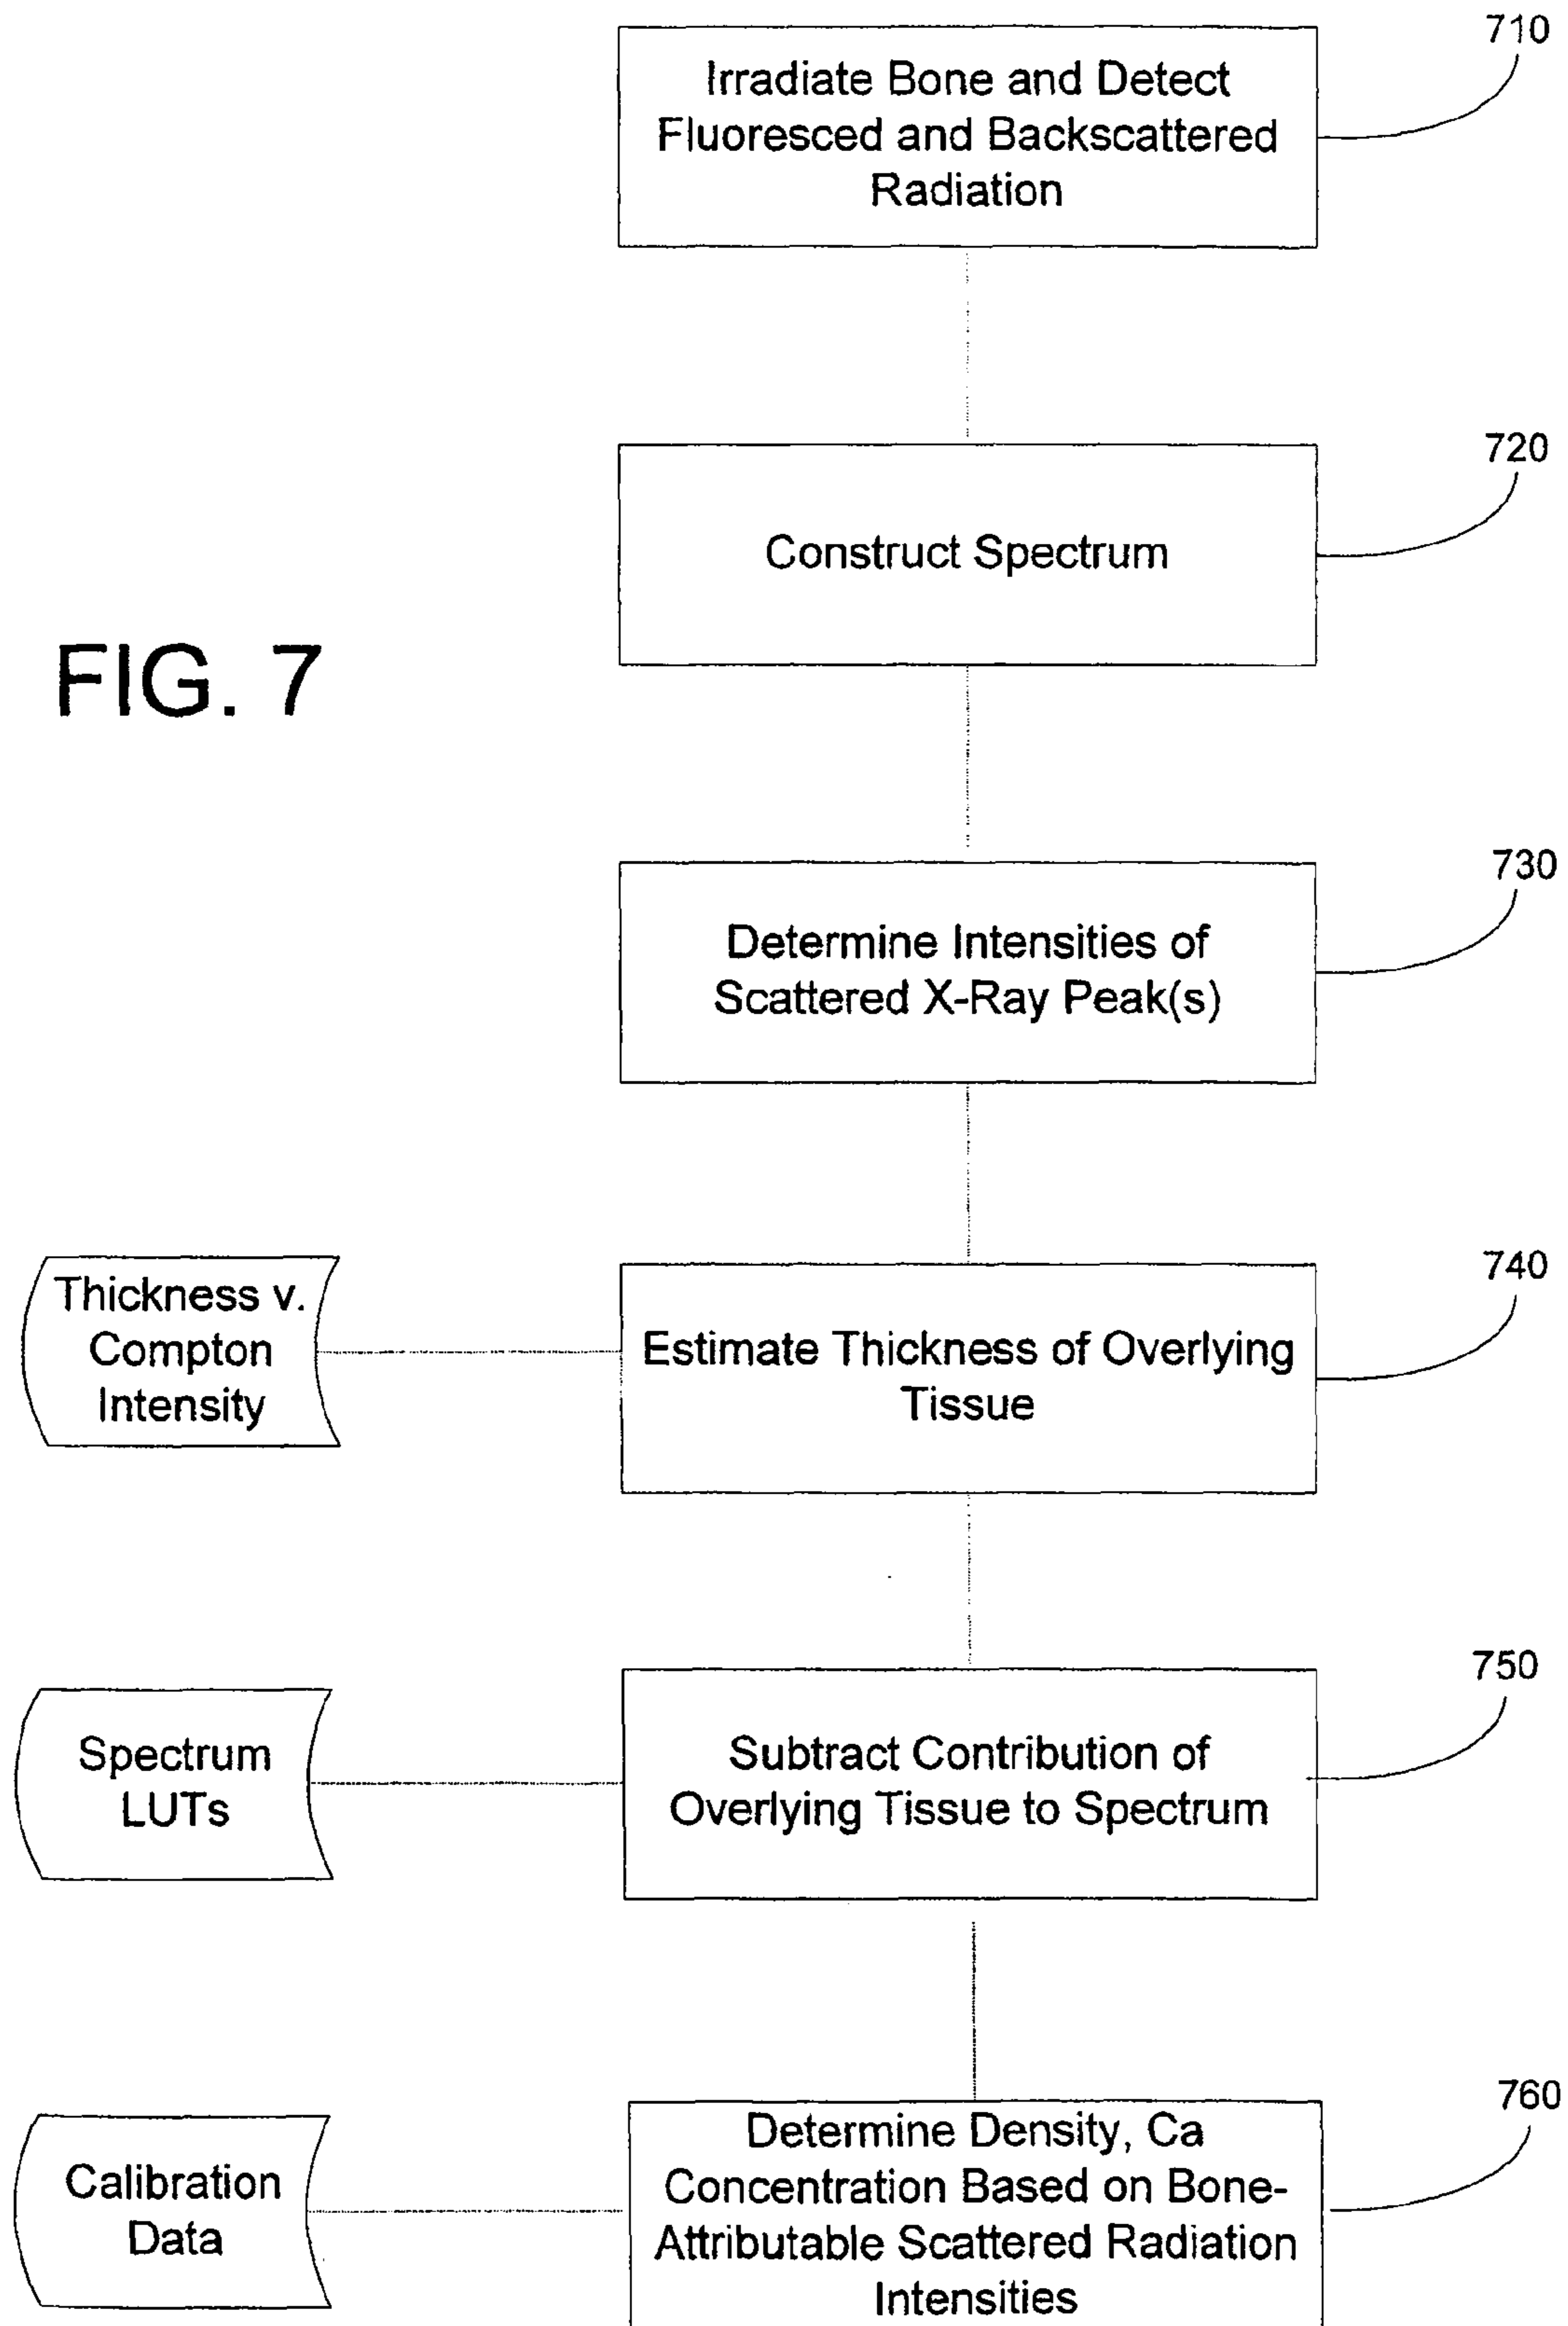 710
Irradiate Bone and Detect
Fluoresced and Backscattered
Radiation
720
Construct Spectrum
FIG. 7
730
Determine Intensities of
Scattered X-Ray Peak(s)
740
Thickness v.
Compton
Intensity
Estimate Thickness of Overlying
Tissue
750
Spectrum
LUTs
Subtract Contribution of
Overlying Tissue to Spectrum
760
Calibration
Data
Determine Density, Ca
Concentration Based on Bone-
Attributable Scattered Radiation
Intensities